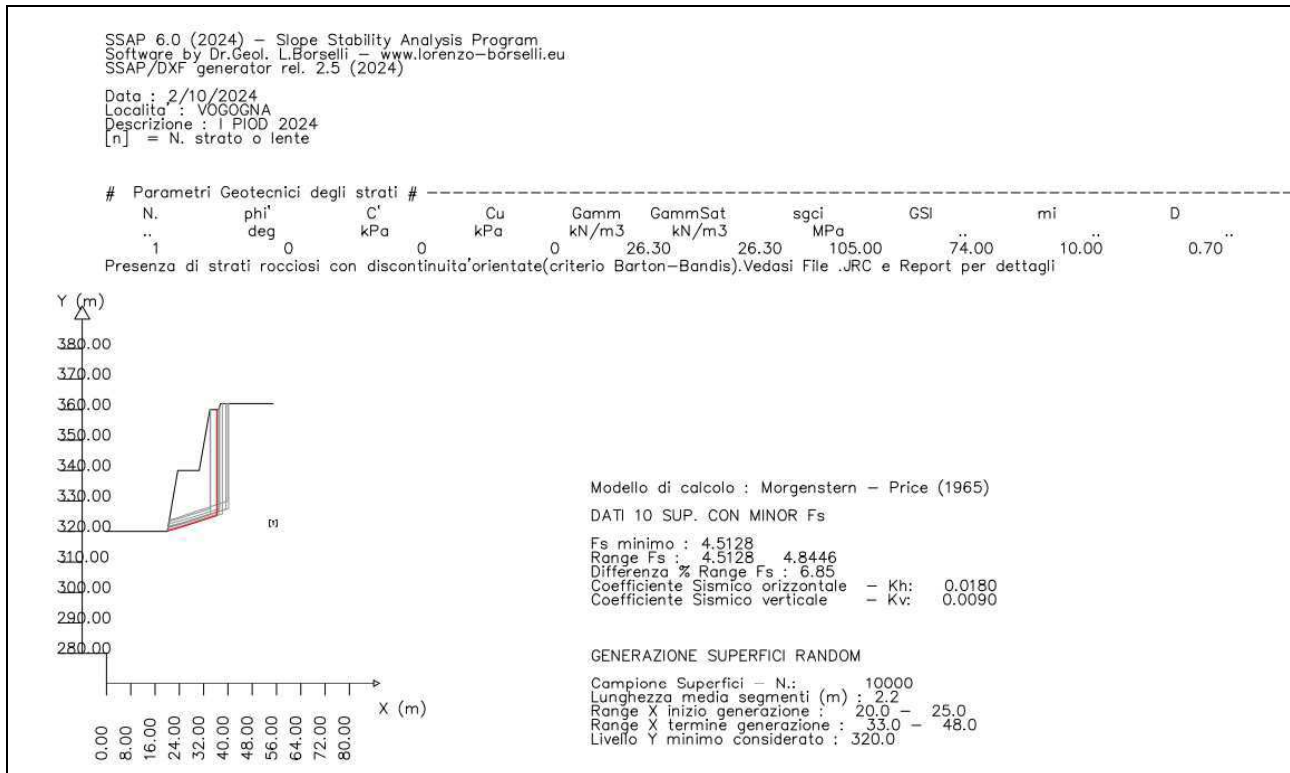 SSAP 6.0 (2024) – Slope Stability Analysis Program
Software by Dr.Geol. L.Borselli – www.lorenzo-borselli.eu
SSAP/DXF generator rel. 2.5 (2024)
Data : 2/10/2024
Localita' : VOGOGNA
Descrizione : I PIOD 2024
[n] = N. strato o lente
# Parametri Geotecnici degli strati # ------------------------------------------------
N. phi' C' Cu Gamm GammSat sgci GSI mi D
.. deg kPa kPa kN/m3 kN/m3 MPa .. .. ..
1 0 0 0 26.30 26.30 105.00 74.00 10.00 0.70
Presenza di strati rocciosi con discontinuita'orientate(criterio Barton-Bandis).Vedasi File .JRC e Report per dettagli
Y (m)
380.00
370.00
360.00
350.00
340.00
330.00
320.00
310.00
300.00
290.00
280.00
[1]
X (m)
0.00 8.00 16.00 24.00 32.00 40.00 48.00 56.00 64.00 72.00 80.00
Modello di calcolo : Morgenstern – Price (1965)
DATI 10 SUP. CON MINOR Fs
Fs minimo : 4.5128
Range Fs : 4.5128 4.8446
Differenza % Range Fs : 6.85
Coefficiente Sismico orizzontale – Kh: 0.0180
Coefficiente Sismico verticale – Kv: 0.0090
GENERAZIONE SUPERFICI RANDOM
Campione Superfici – N.: 10000
Lunghezza media segmenti (m) : 2.2
Range X inizio generazione : 20.0 – 25.0
Range X termine generazione : 33.0 – 48.0
Livello Y minimo considerato : 320.0